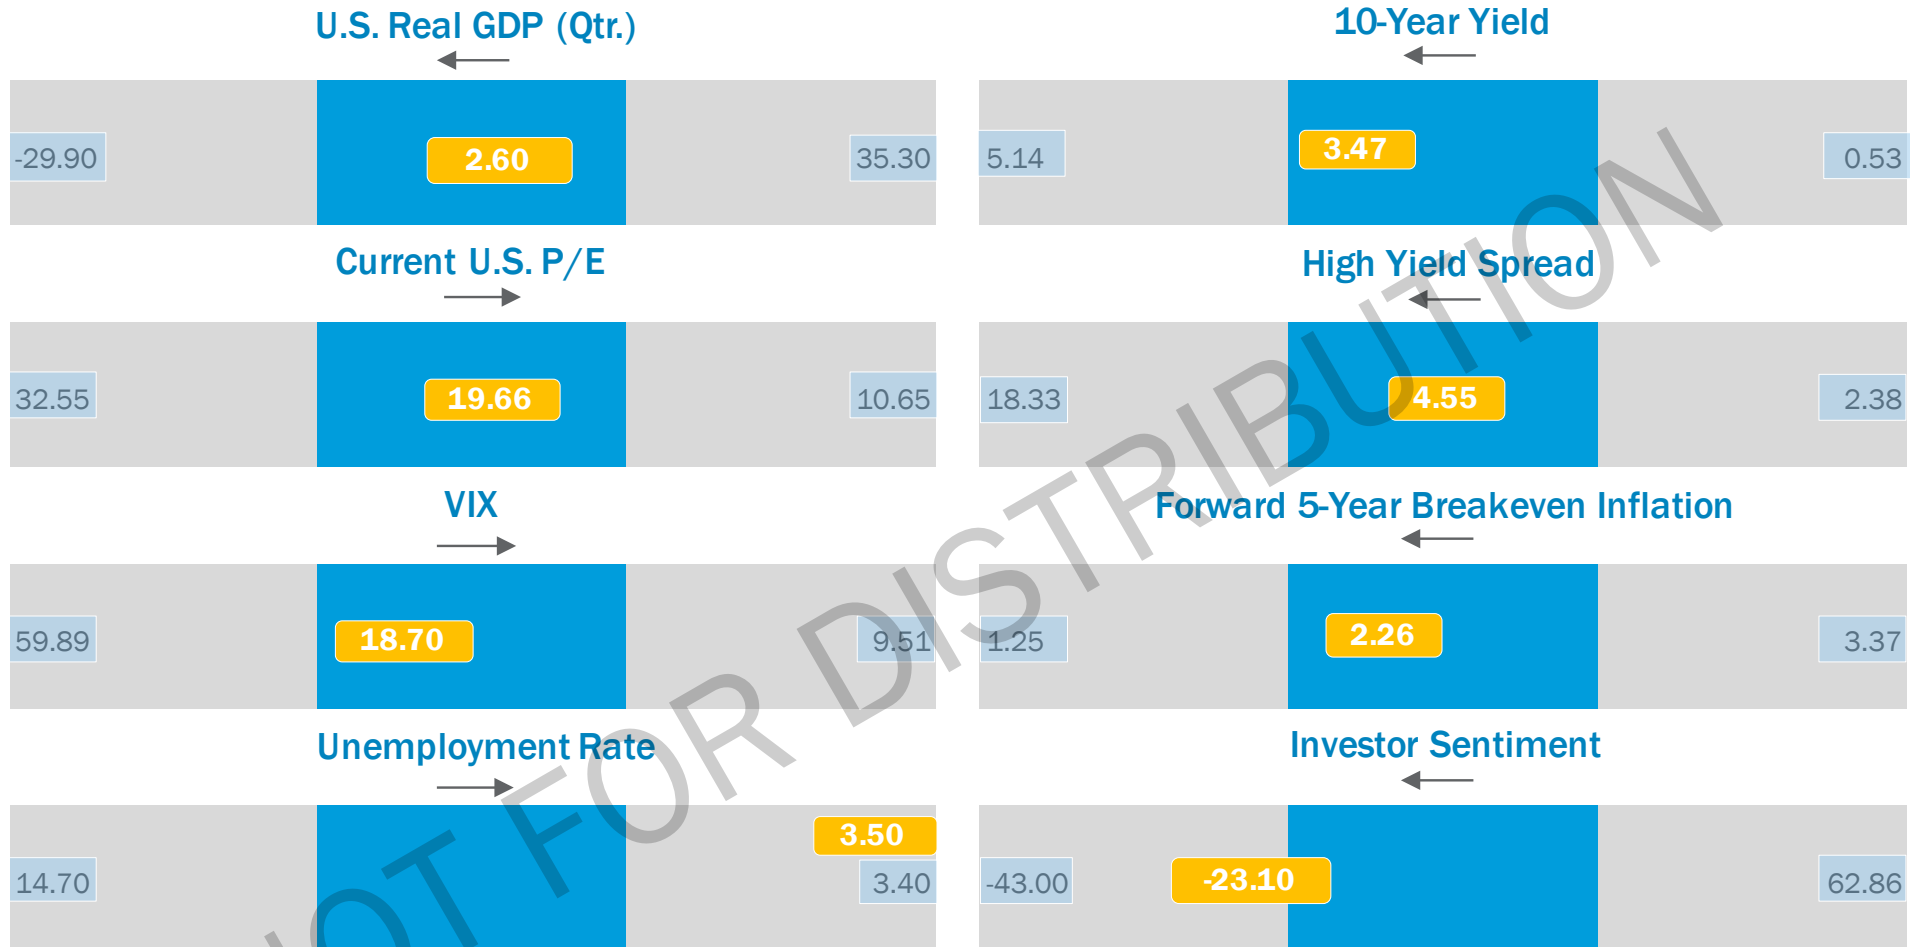 U.S. Real GDP (Qtr.)
-29.90
2.60
35.30
10-Year Yield
5.14
3.47
0.53
Current U.S. P/E
32.55
19.66
10.65
High Yield Spread
18.33
4.55
2.38
VIX
59.89
18.70
9.51
Forward 5-Year Breakeven Inflation
1.25
2.26
3.37
Unemployment Rate
14.70
3.50
3.40
Investor Sentiment
-43.00
-23.10
62.86
NOT FOR DISTRIBUTION